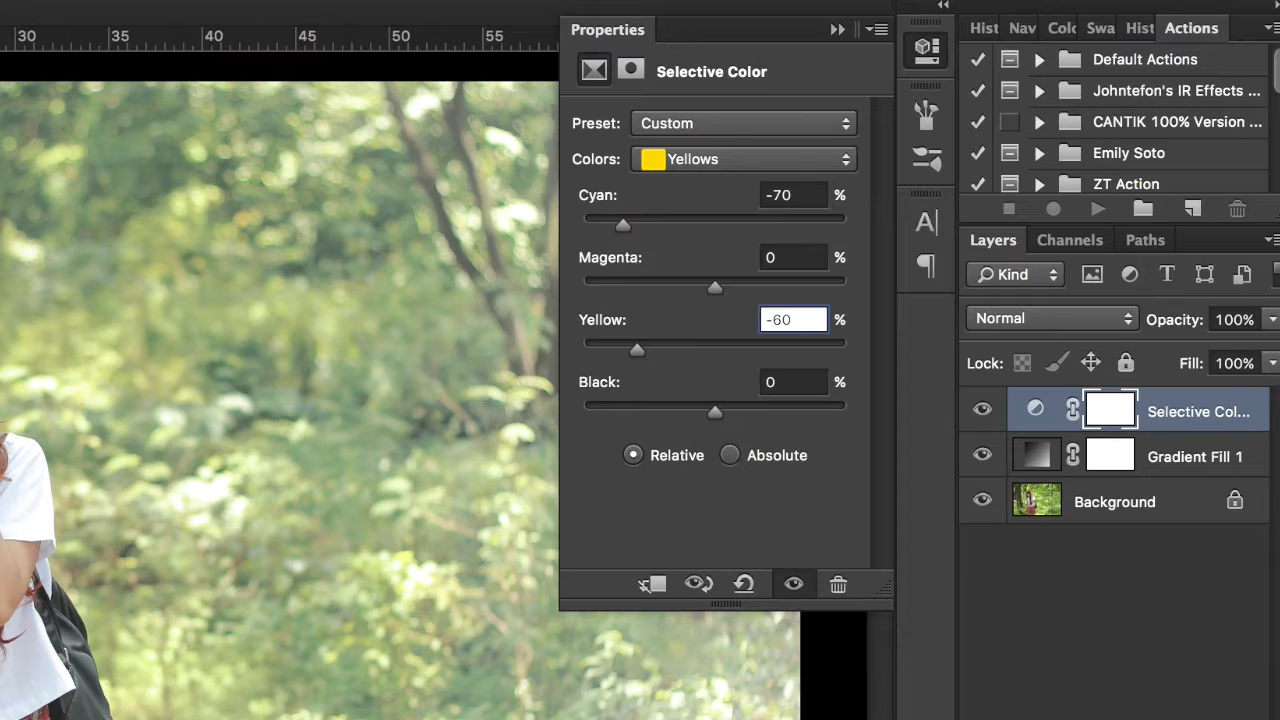 30 35 40 45 50 55
Properties
Selective Color
Preset: Custom
Colors: Yellows
Cyan: -70 %
Magenta: 0 %
Yellow: -60 %
Black: 0 %
Relative Absolute
A
Hist Nav Colc Swa Hist Actions
Default Actions
Johntefon's IR Effects ...
CANTIK 100% Version ...
Emily Soto
ZT Action
Layers Channels Paths
Kind T
Normal Opacity: 100%
Lock: Fill: 100%
Selective Col...
Gradient Fill 1
Background